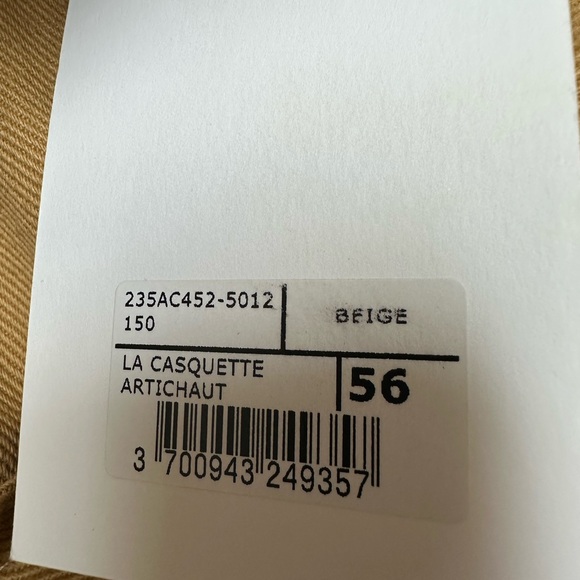 235AC452-5012
150
BEIGE
LA CASQUETTE
ARTICHAUT
56
3 700943 249357